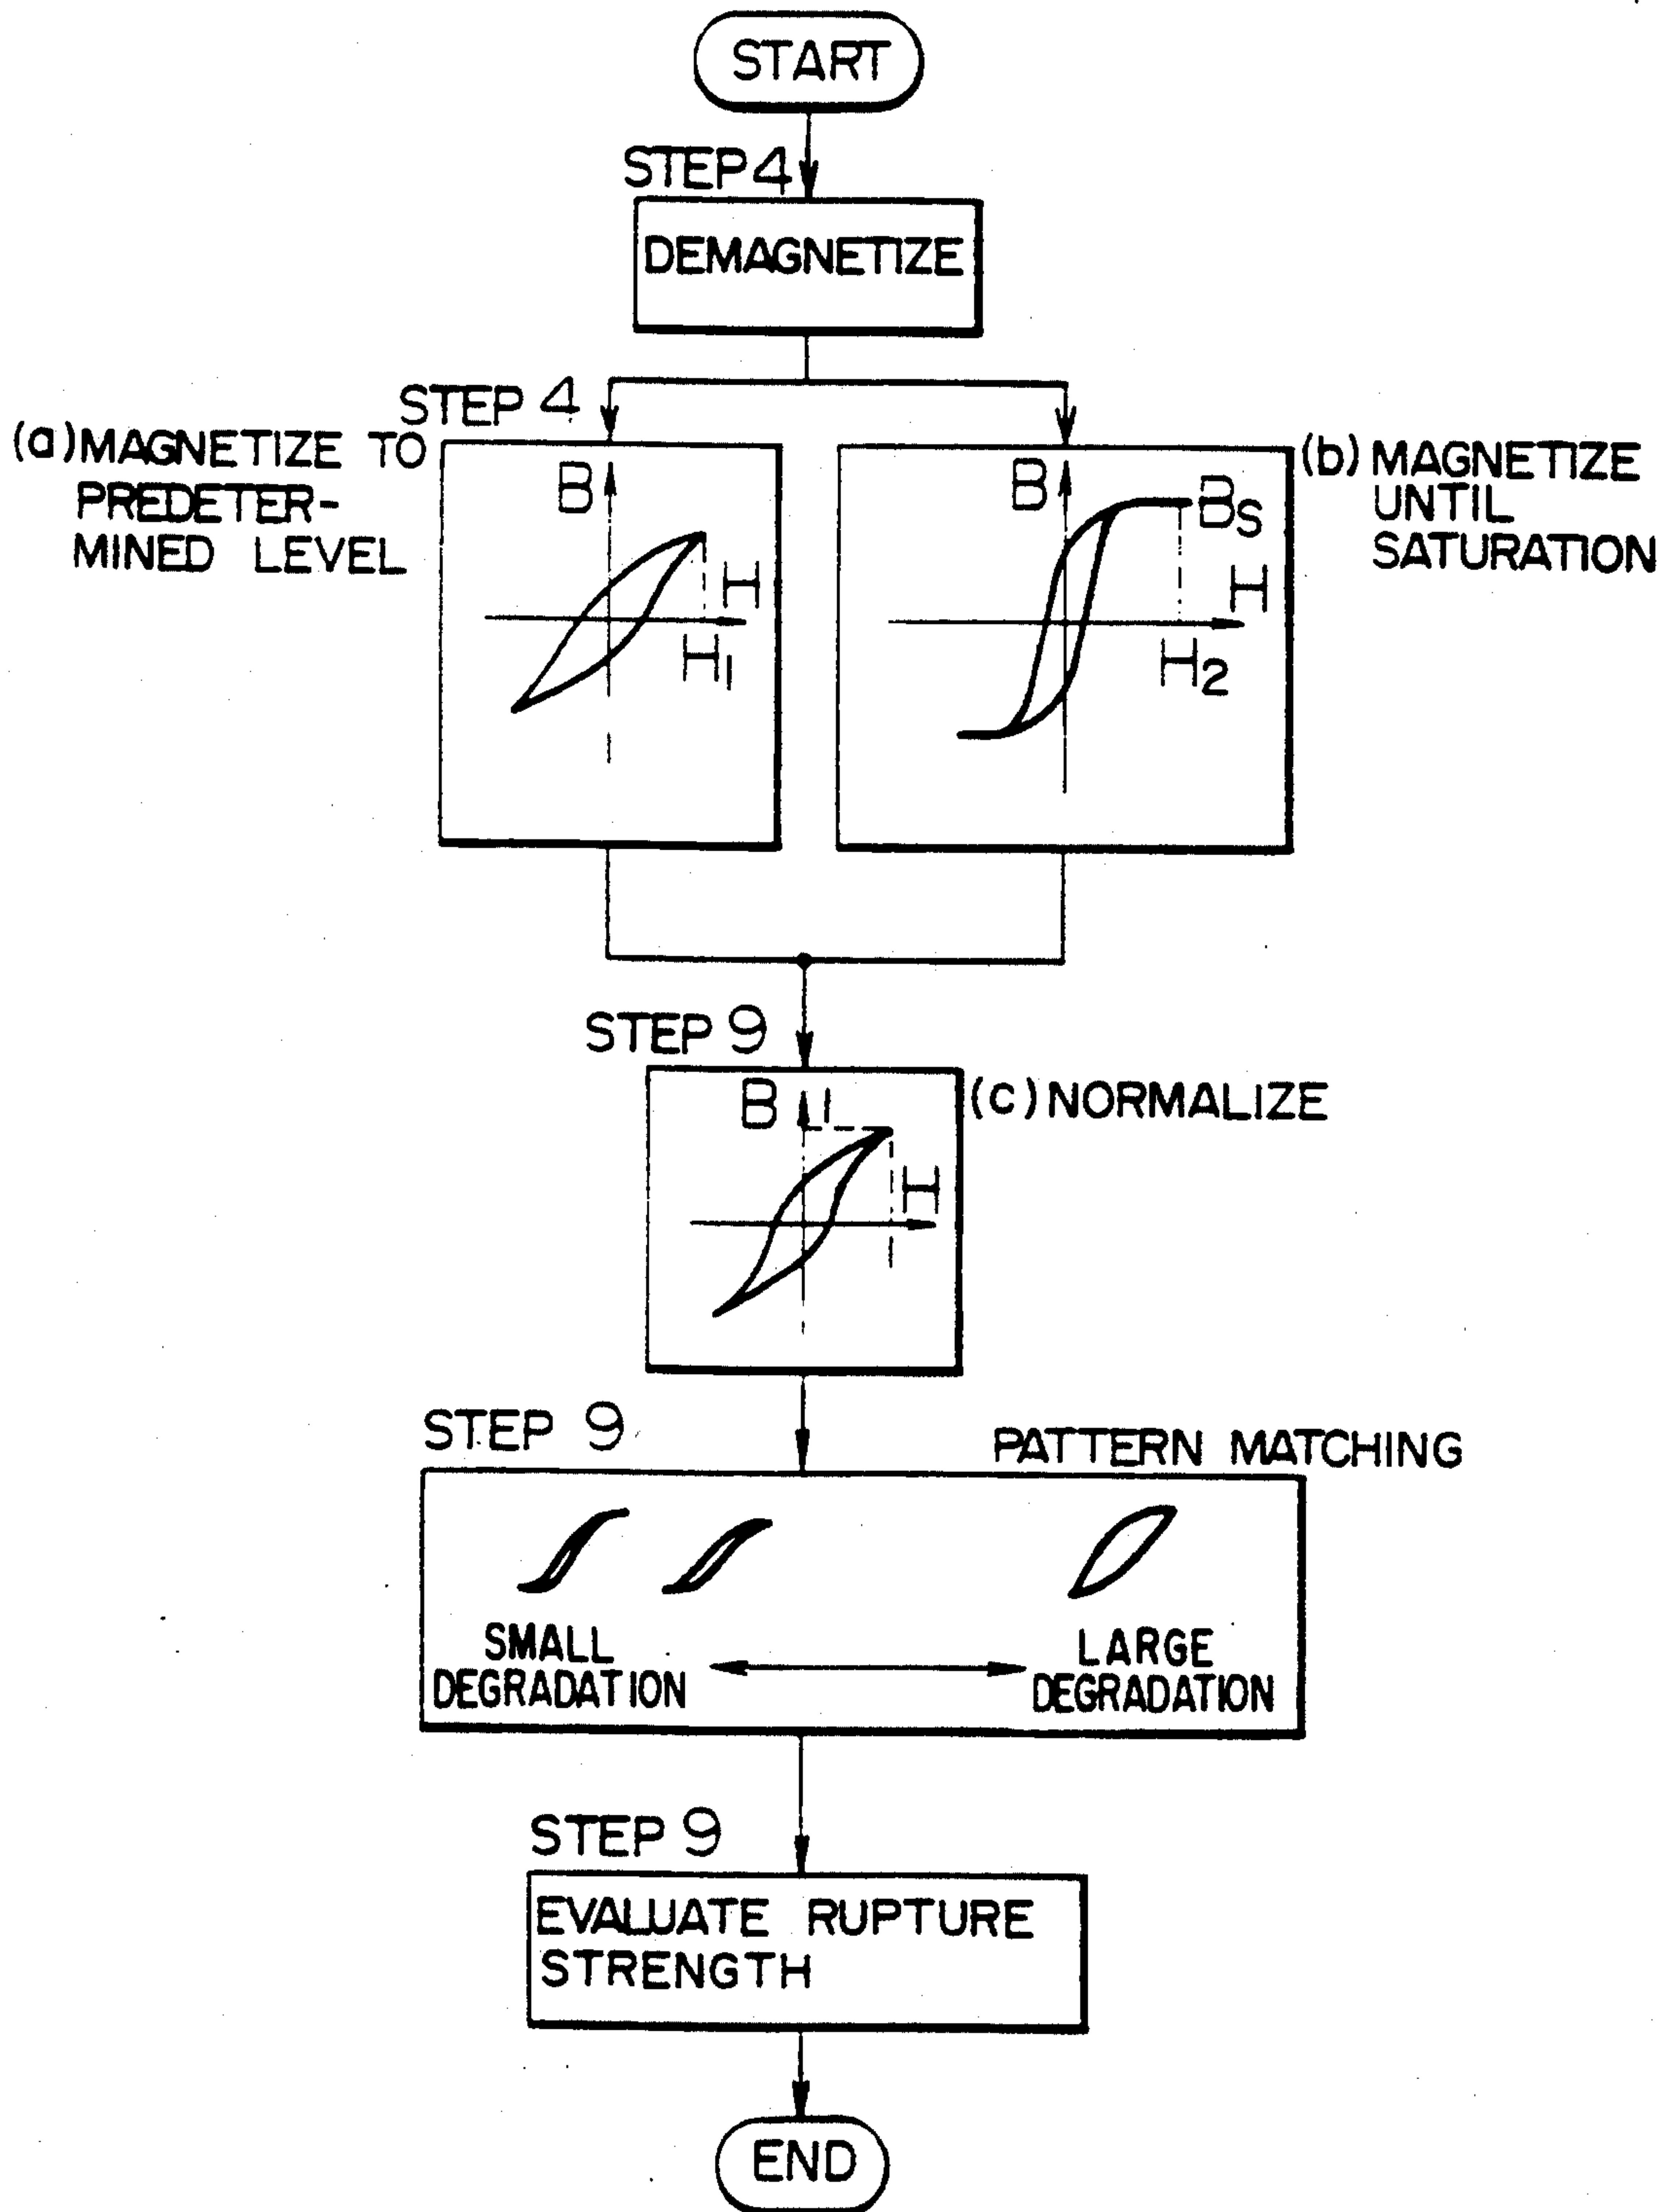 START
STEP 4
DEMAGNETIZE
STEP 4
(a) MAGNETIZE TO
PREDETER-
MINED LEVEL
B
H
H1
(b) MAGNETIZE
UNTIL
SATURATION
B
BS
H
H2
STEP 9
(c) NORMALIZE
B
1
H
1
STEP 9
PATTERN MATCHING
SMALL
DEGRADATION
LARGE
DEGRADATION
STEP 9
EVALUATE RUPTURE
STRENGTH
END